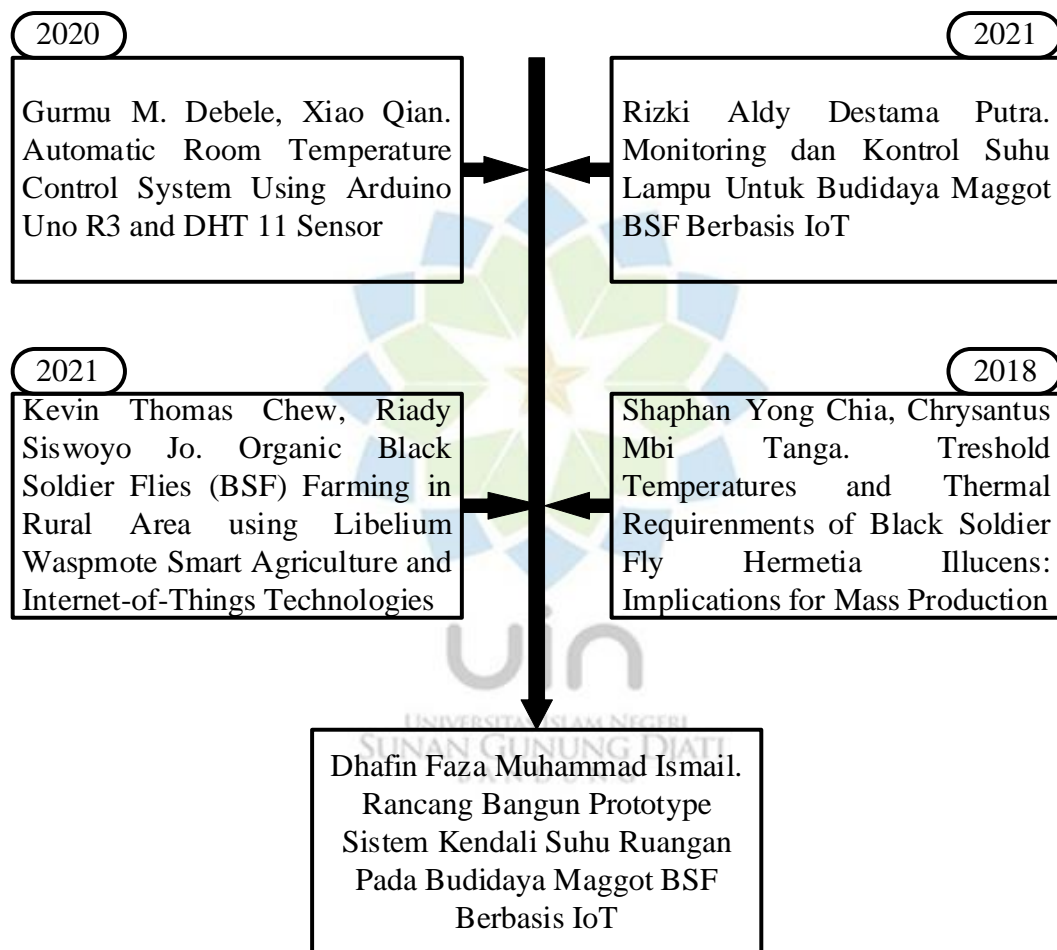 2020
Gurmu M. Debele, Xiao Qian.
Automatic Room Temperature
Control System Using Arduino
Uno R3 and DHT 11 Sensor
2021
Rizki Aldy Destama Putra.
Monitoring dan Kontrol Suhu
Lampu Untuk Budidaya Maggot
BSF Berbasis IoT
2021
Kevin Thomas Chew, Riady
Siswoyo Jo. Organic Black
Soldier Flies (BSF) Farming in
Rural Area using Libelium
Waspmote Smart Agriculture and
Internet-of-Things Technologies
2018
Shaphan Yong Chia, Chrysantus
Mbi Tanga. Treshold
Temperatures and Thermal
Requirenments of Black Soldier
Fly Hermetia Illucens:
Implications for Mass Production
uin
UNIVERSITAS ISLAM NEGERI
SUNAN GUNUNG DJATI
BANDUNG
Dhafin Faza Muhammad Ismail.
Rancang Bangun Prototype
Sistem Kendali Suhu Ruangan
Pada Budidaya Maggot BSF
Berbasis IoT